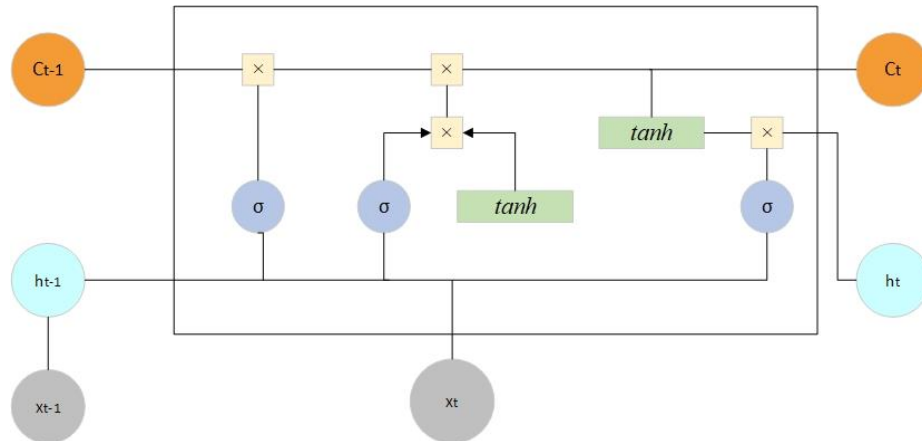 Ct-1
×
×
Ct
×
tanh
×
σ
σ
tanh
σ
ht-1
ht
xt-1
xt